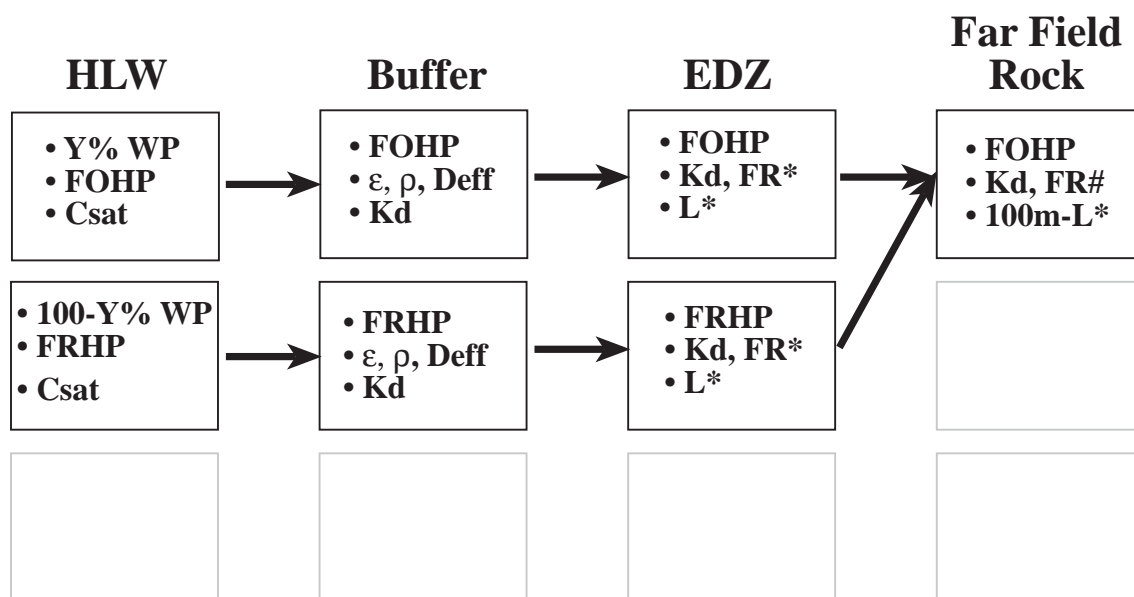 HLW
Buffer
EDZ
Far Field
Rock
• Y% WP
• FOHP
• Csat
• FOHP
• ε, ρ, Deff
• Kd
• FOHP
• Kd, FR*
• L*
• FOHP
• Kd, FR#
• 100m-L*
• 100-Y% WP
• FRHP
• Csat
• FRHP
• ε, ρ, Deff
• Kd
• FRHP
• Kd, FR*
• L*